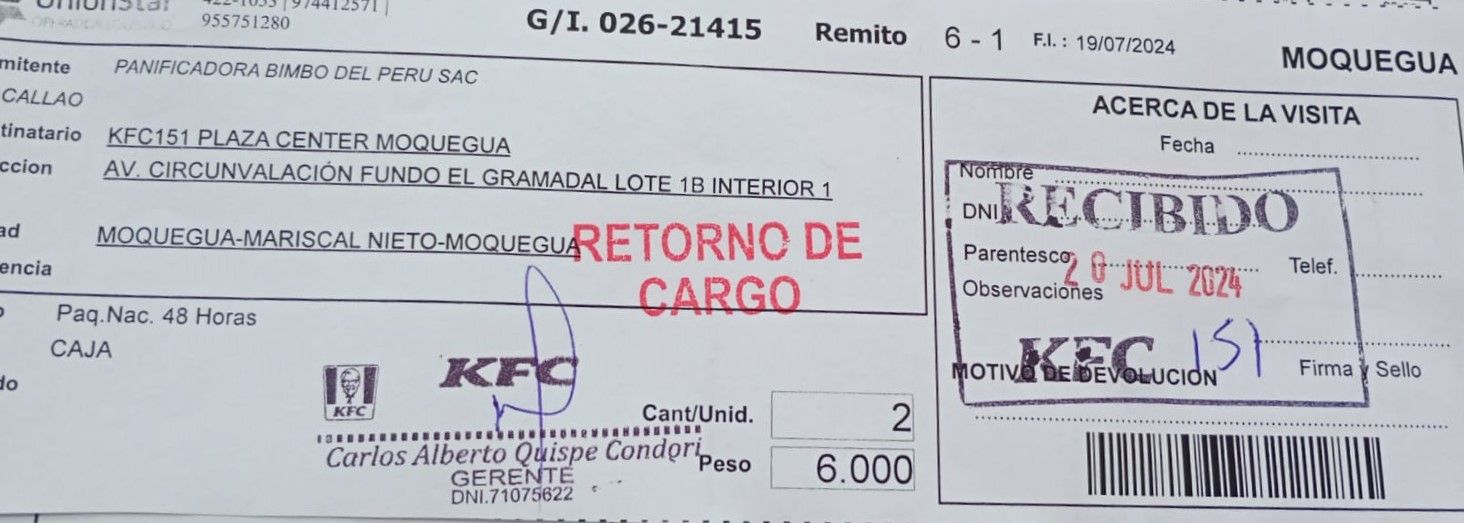 UnionStar
955751280
G/I. 026-21415 Remito 6 - 1 F.I. : 19/07/2024 MOQUEGUA
mitente PANIFICADORA BIMBO DEL PERU SAC
CALLAO
tinatario KFC151 PLAZA CENTER MOQUEGUA
ccion AV. CIRCUNVALACIÓN FUNDO EL GRAMADAL LOTE 1B INTERIOR 1
ad MOQUEGUA-MARISCAL NIETO-MOQUEGUA
encia
RETORNO DE
CARGO
Paq.Nac. 48 Horas
CAJA
do
KFC
KFC
Carlos Alberto Quispe Condori
GERENTE
DNI.71075622
Cant/Unid. 2
Peso 6.000
ACERCA DE LA VISITA
Fecha
Nombre
DNI
RECIBIDO
Parentesco Telef.
20 JUL 2024
Observaciones
KFC 151
Firma y Sello
MOTIVO DE DEVOLUCIÓN